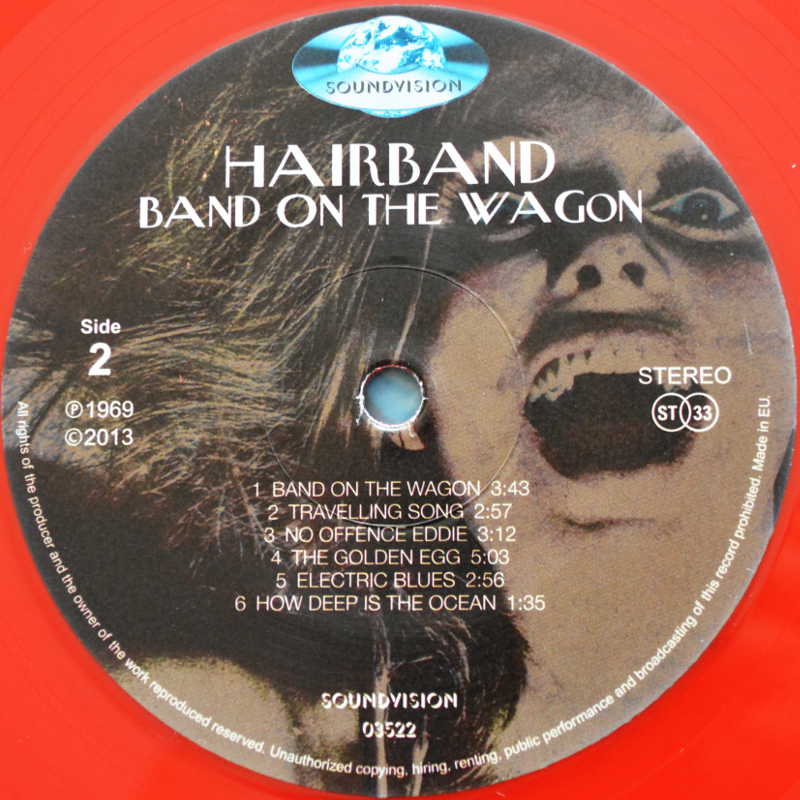 SOUNDVISION
HAIRBAND
BAND ON THE WAGON
Side
2
℗1969
©2013
STEREO
ST 33
1 BAND ON THE WAGON 3:43
2 TRAVELLING SONG 2:57
3 NO OFFENCE EDDIE 3:12
4 THE GOLDEN EGG 5:03
5 ELECTRIC BLUES 2:56
6 HOW DEEP IS THE OCEAN 1:35
SOUNDVISION
03522
All rights of the producer and the owner of the work reproduced reserved. Unauthorized copying, hiring, renting, public performance and broadcasting of this record prohibited. Made in EU.